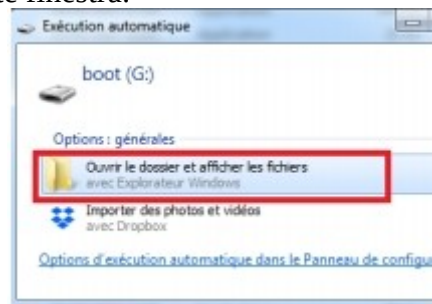 finestra.
Exécution automatique
boot (G:)
Options : générales
Ouvrir le dossier et afficher les fichiers
avec Explorateur Windows
Importer des photos et vidéos
avec Dropbox
Options d'exécution automatique dans le Panneau de